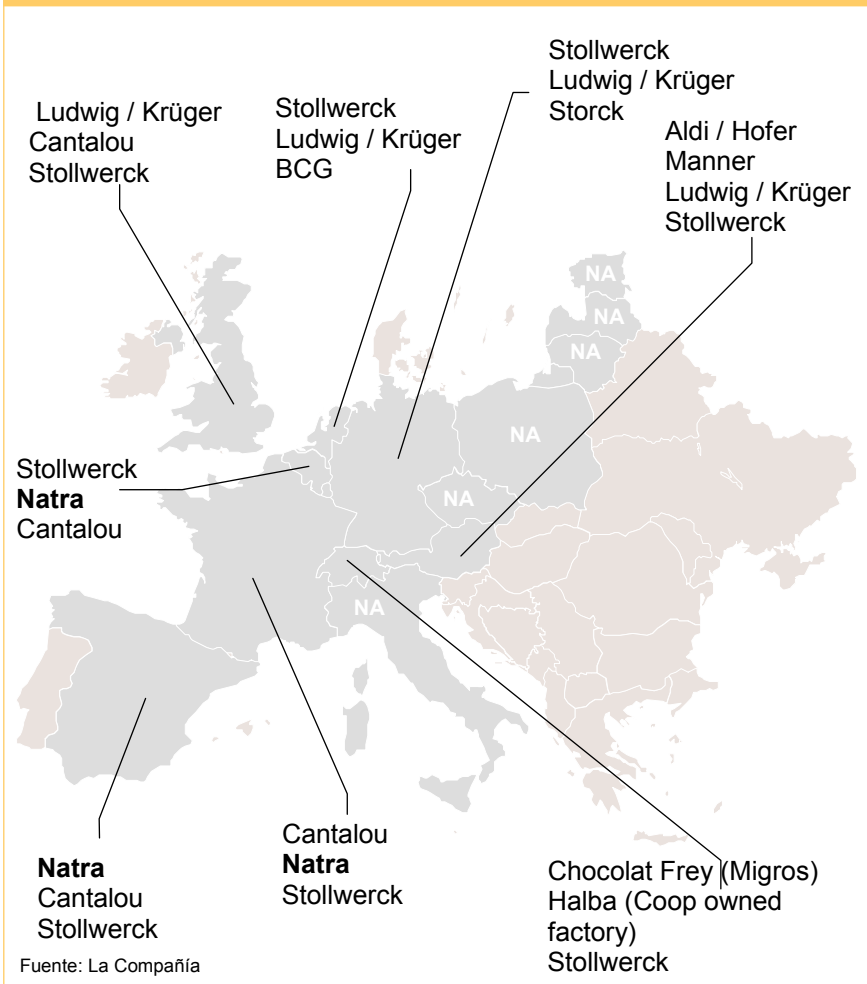 Stollwerck
Ludwig / Krüger
Storck
Ludwig / Krüger
Cantalou
Stollwerck
Stollwerck
Ludwig / Krüger
BCG
Aldi / Hofer
Manner
Ludwig / Krüger
Stollwerck
NA
NA
NA
NA
NA
Stollwerck
Natra
Cantalou
NA
Cantalou
Natra
Stollwerck
Natra
Cantalou
Stollwerck
Chocolat Frey (Migros)
Halba (Coop owned
factory)
Stollwerck
Fuente: La Compañía